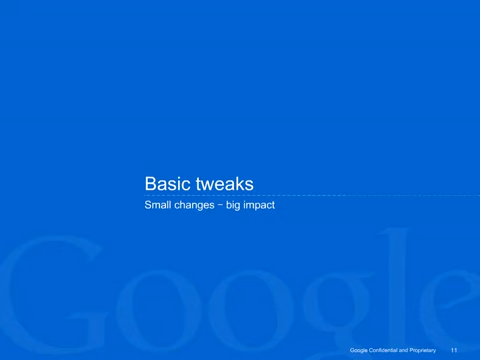 Basic tweaks
Small changes − big impact
Google
Google Confidential and Proprietary 11